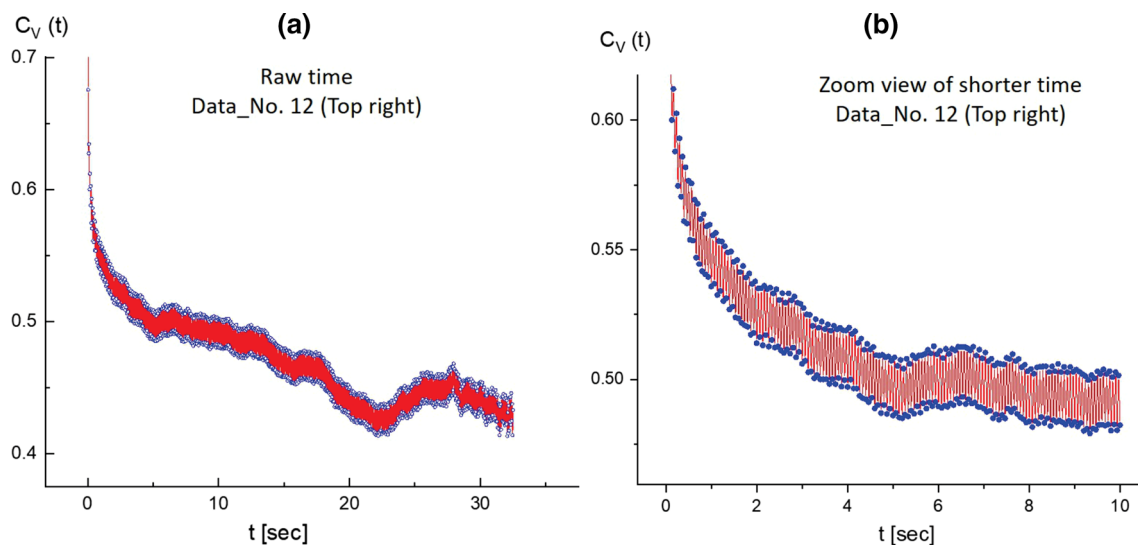 (a)
C_V (t)
0.7
0.6
0.5
0.4
Raw time
Data_No. 12 (Top right)
0
10
20
30
t [sec]
(b)
C_V (t)
0.60
0.55
0.50
Zoom view of shorter time
Data_No. 12 (Top right)
0
2
4
6
8
10
t [sec]